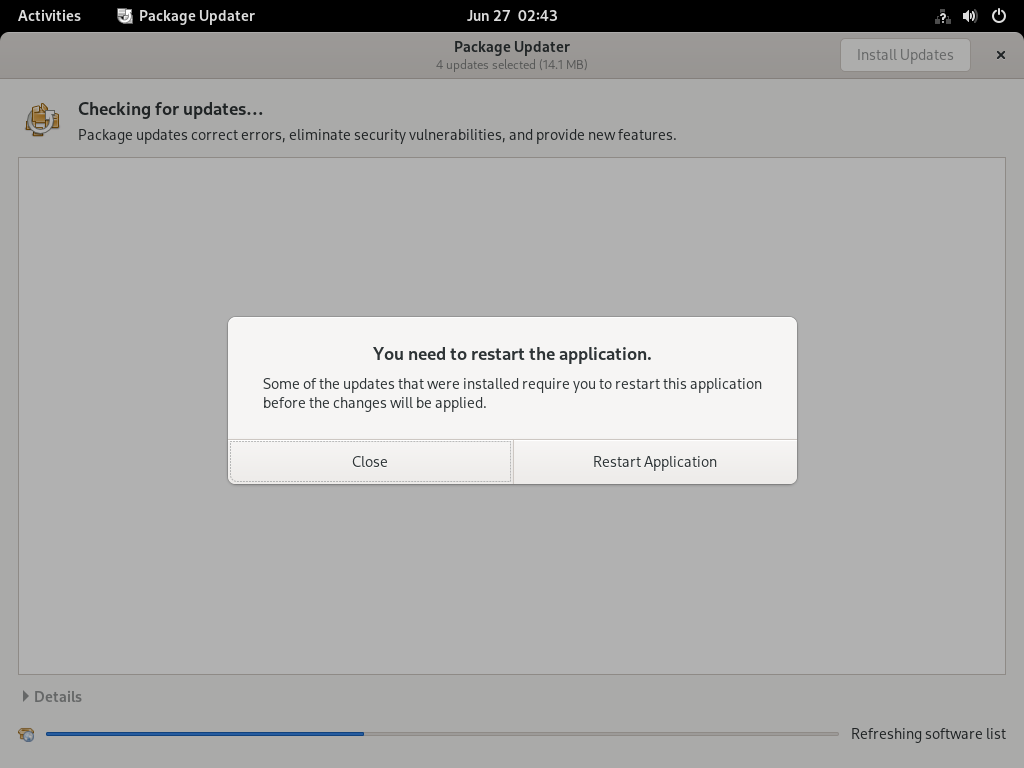 Activities
Package Updater
Jun 27 02:43
Package Updater
4 updates selected (14.1 MB)
Install Updates
Checking for updates...
Package updates correct errors, eliminate security vulnerabilities, and provide new features.
You need to restart the application.
Some of the updates that were installed require you to restart this application
before the changes will be applied.
Close
Restart Application
Details
Refreshing software list